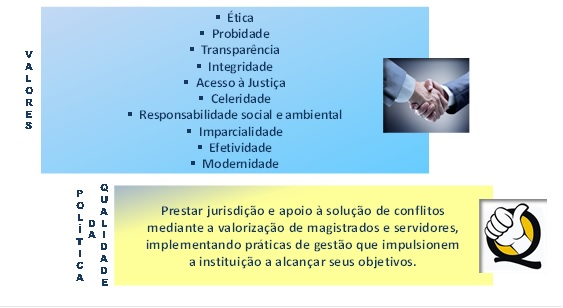 VALORES
▪ Ética
▪ Probidade
▪ Transparência
▪ Integridade
▪ Acesso à Justiça
▪ Celeridade
▪ Responsabilidade social e ambiental
▪ Imparcialidade
▪ Efetividade
▪ Modernidade
POLÍTICA
DA
QUALIDADE
Prestar jurisdição e apoio à solução de conflitos
mediante a valorização de magistrados e servidores,
implementando práticas de gestão que impulsionem
a instituição a alcançar seus objetivos.